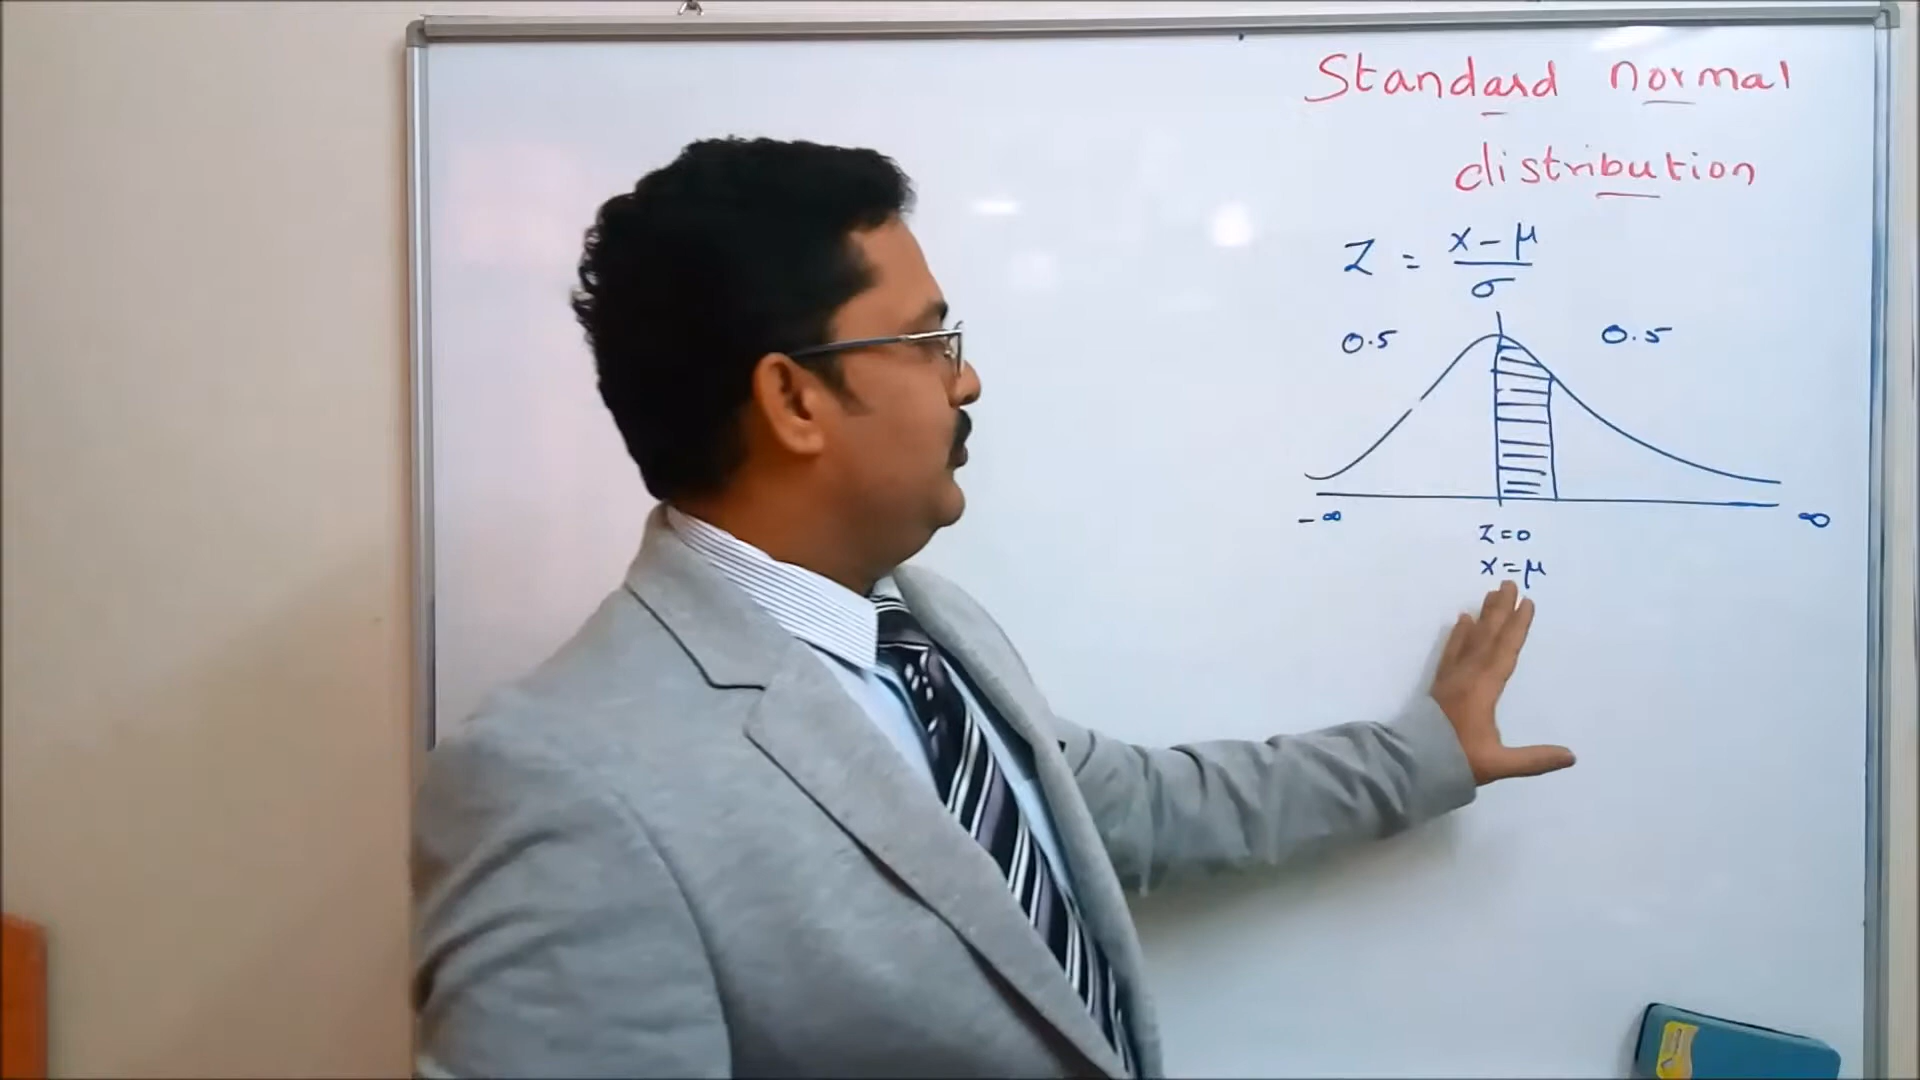 Standard normal
distribution
Z = x - μ / σ
0.5 0.5
-∞ ∞
Z=0
x=μ